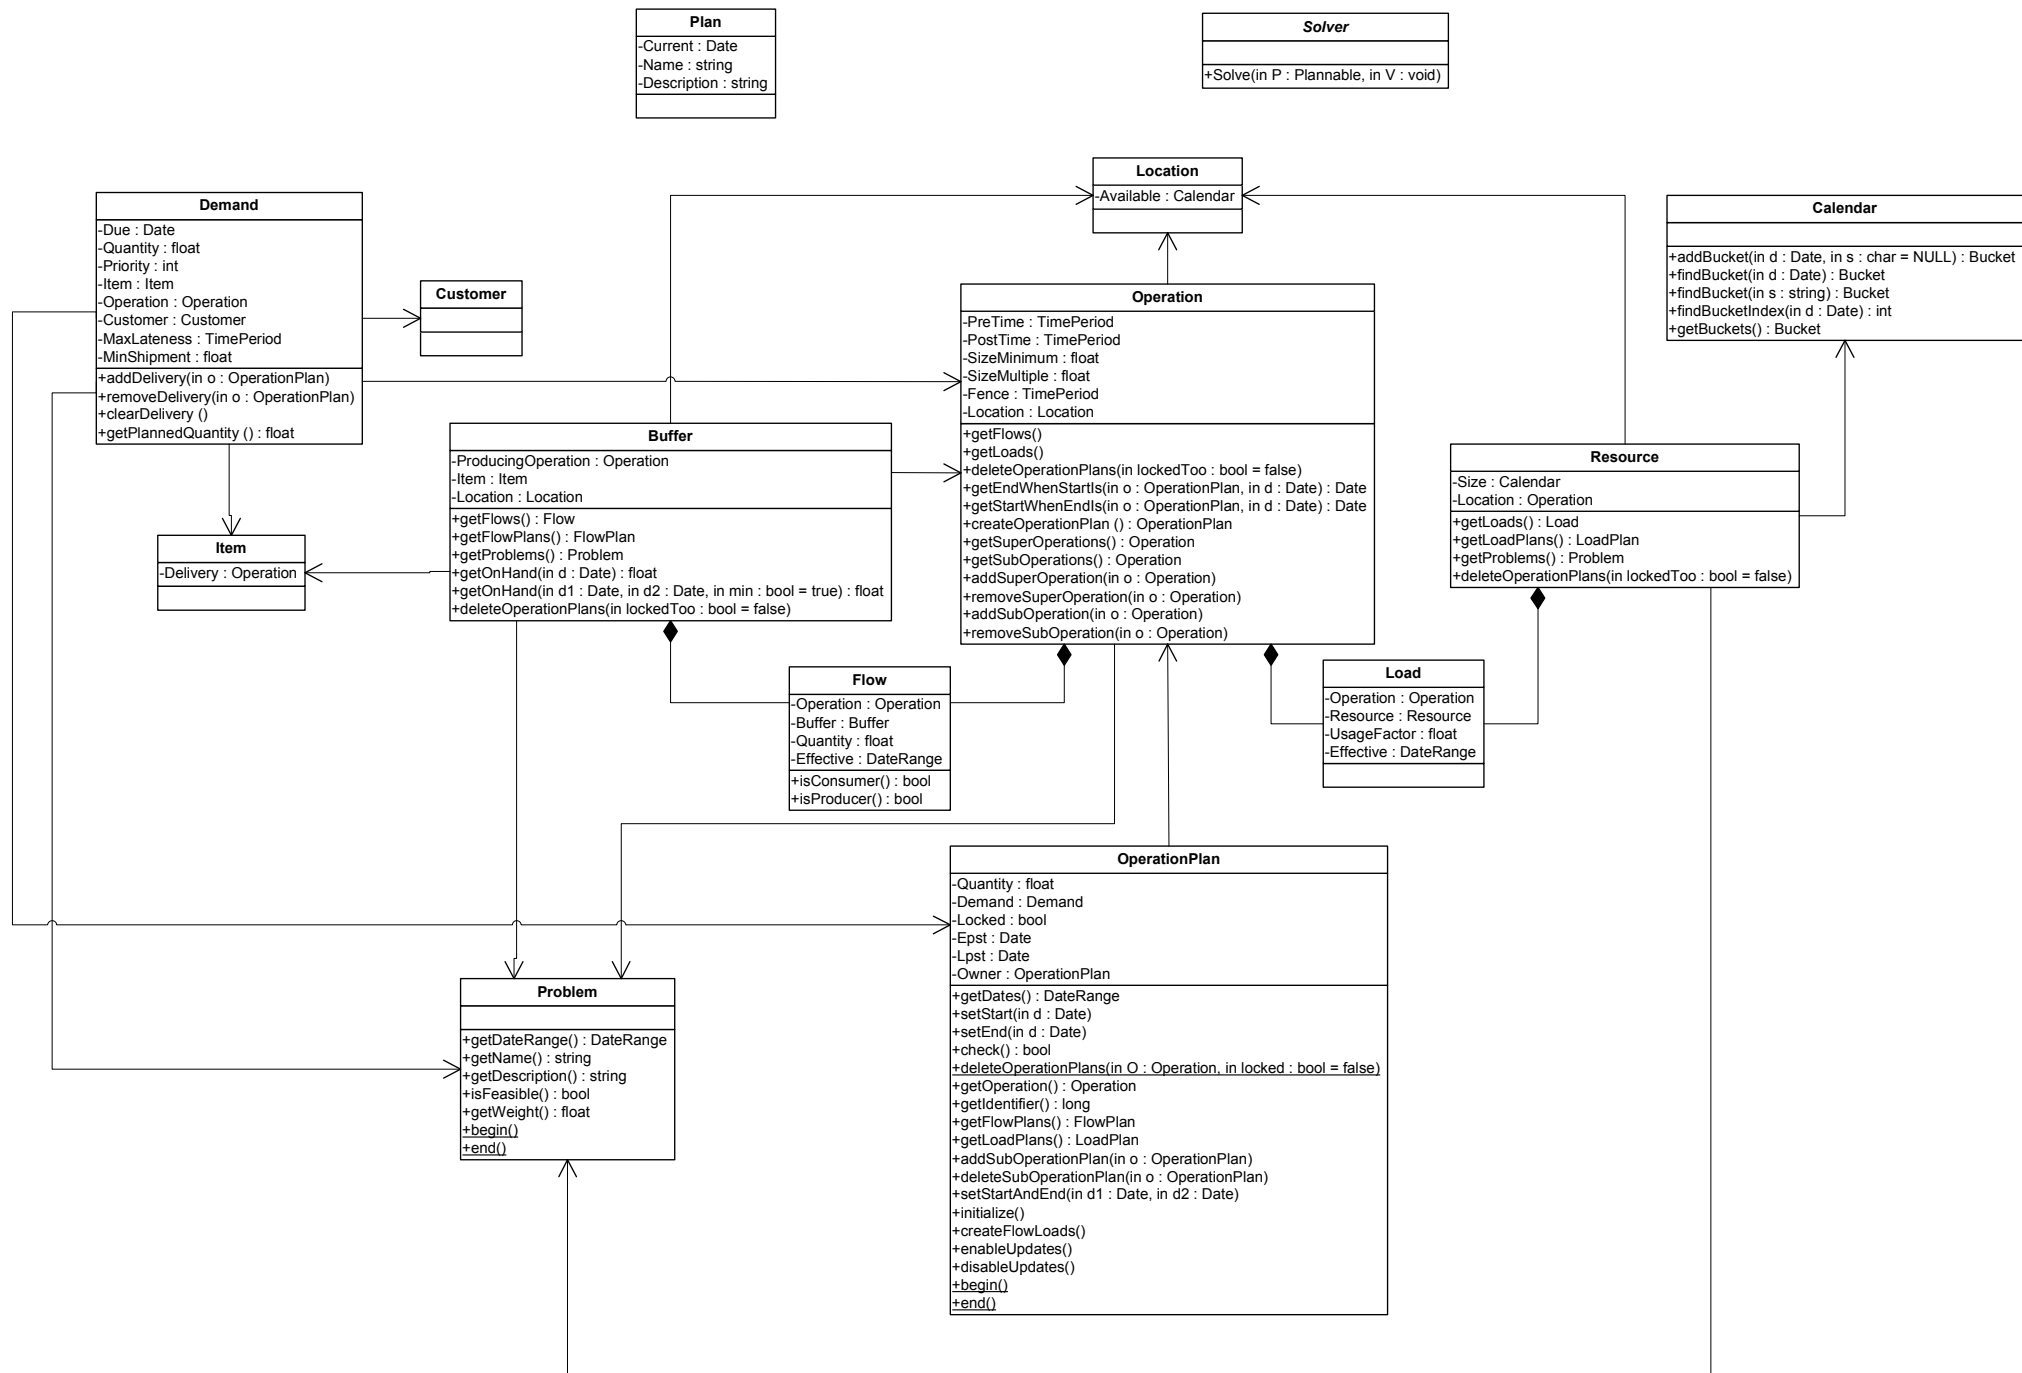 Plan
-Current : Date
-Name : string
-Description : string
Solver
+Solve(in P : Plannable, in V : void)
Location
-Available : Calendar
Demand
-Due : Date
-Quantity : float
-Priority : int
-Item : Item
-Operation : Operation
-Customer : Customer
-MaxLateness : TimePeriod
-MinShipment : float
+addDelivery(in o : OperationPlan)
+removeDelivery(in o : OperationPlan)
+clearDelivery ()
+getPlannedQuantity () : float
Customer
Calendar
+addBucket(in d : Date, in s : char = NULL) : Bucket
+findBucket(in d : Date) : Bucket
+findBucket(in s : string) : Bucket
+findBucketIndex(in d : Date) : int
+getBuckets() : Bucket
Operation
-PreTime : TimePeriod
-PostTime : TimePeriod
-SizeMinimum : float
-SizeMultiple : float
-Fence : TimePeriod
-Location : Location
+getFlows()
+getLoads()
+deleteOperationPlans(in lockedToo : bool = false)
+getEndWhenStartIs(in o : OperationPlan, in d : Date) : Date
+getStartWhenEndIs(in o : OperationPlan, in d : Date) : Date
+createOperationPlan () : OperationPlan
+getSuperOperations() : Operation
+getSubOperations() : Operation
+addSuperOperation(in o : Operation)
+removeSuperOperation(in o : Operation)
+addSubOperation(in o : Operation)
+removeSubOperation(in o : Operation)
Buffer
-ProducingOperation : Operation
-Item : Item
-Location : Location
+getFlows() : Flow
+getFlowPlans() : FlowPlan
+getProblems() : Problem
+getOnHand(in d : Date) : float
+getOnHand(in d1 : Date, in d2 : Date, in min : bool = true) : float
+deleteOperationPlans(in lockedToo : bool = false)
Resource
-Size : Calendar
-Location : Operation
+getLoads() : Load
+getLoadPlans() : LoadPlan
+getProblems() : Problem
+deleteOperationPlans(in lockedToo : bool = false)
Item
-Delivery : Operation
Flow
-Operation : Operation
-Buffer : Buffer
-Quantity : float
-Effective : DateRange
+isConsumer() : bool
+isProducer() : bool
Load
-Operation : Operation
-Resource : Resource
-UsageFactor : float
-Effective : DateRange
OperationPlan
-Quantity : float
-Demand : Demand
-Locked : bool
-Epst : Date
-Lpst : Date
-Owner : OperationPlan
+getDates() : DateRange
+setStart(in d : Date)
+setEnd(in d : Date)
+check() : bool
+deleteOperationPlans(in O : Operation, in locked : bool = false)
+getOperation() : Operation
+getIdentifier() : long
+getFlowPlans() : FlowPlan
+getLoadPlans() : LoadPlan
+addSubOperationPlan(in o : OperationPlan)
+deleteSubOperationPlan(in o : OperationPlan)
+setStartAndEnd(in d1 : Date, in d2 : Date)
+initialize()
+createFlowLoads()
+enableUpdates()
+disableUpdates()
+begin()
+end()
Problem
+getDateRange() : DateRange
+getName() : string
+getDescription() : string
+isFeasible() : bool
+getWeight() : float
+begin()
+end()